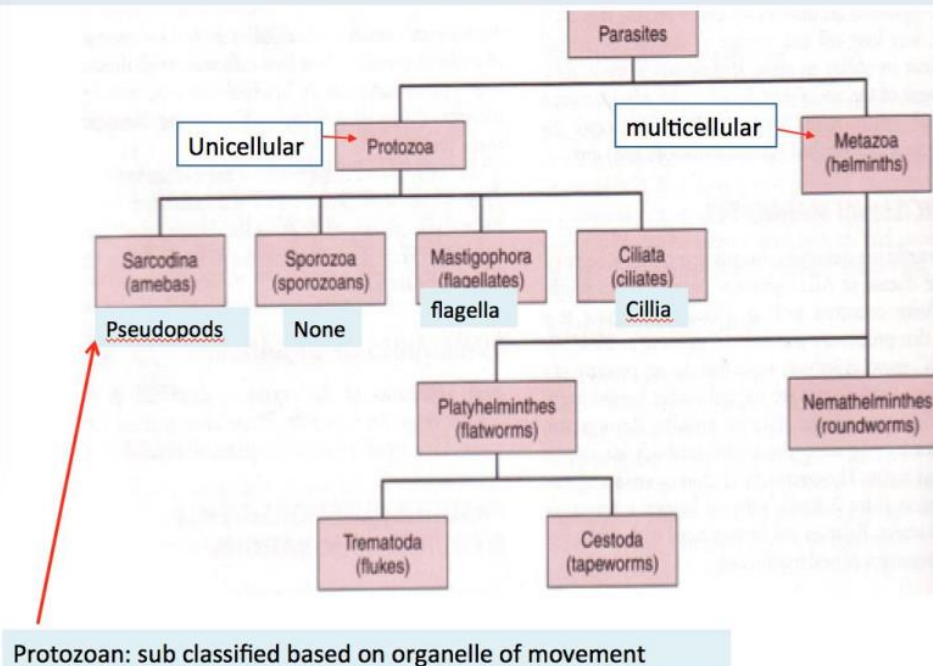 Parasites
Unicellular
Protozoa
multicellular
Metazoa
(helminths)
Sarcodina
(amebas)
Sporozoa
(sporozoans)
Mastigophora
(flagellates)
Ciliata
(ciliates)
Pseudopods
None
flagella
Cillia
Platyhelminthes
(flatworms)
Nemathelminthes
(roundworms)
Trematoda
(flukes)
Cestoda
(tapeworms)
Protozoan: sub classified based on organelle of movement